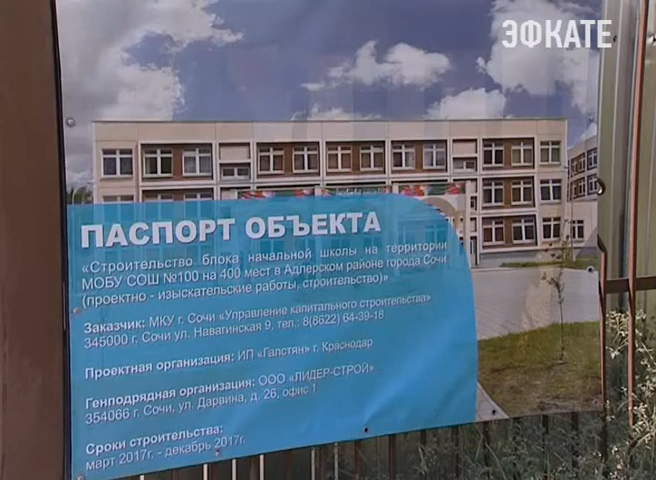 ЭФКАТЕ
ПАСПОРТ ОБЪЕКТА
«Строительство блока начальной школы на территории
МОБУ СОШ №100 на 400 мест в Адлерском районе города Сочи
(проектно - изыскательские работы, строительство)»
Заказчик: МКУ г. Сочи «Управление капитального строительства»
345000 г. Сочи ул. Навагинская 9, тел.: 8(8622) 64-39-18
Проектная организация: ИП «Галстян» г. Краснодар
Генподрядная организация: ООО «ЛИДЕР-СТРОЙ»
354066 г. Сочи, ул. Дарвина, д. 26, офис 1
Сроки строительства:
март 2017г. - декабрь 2017г.